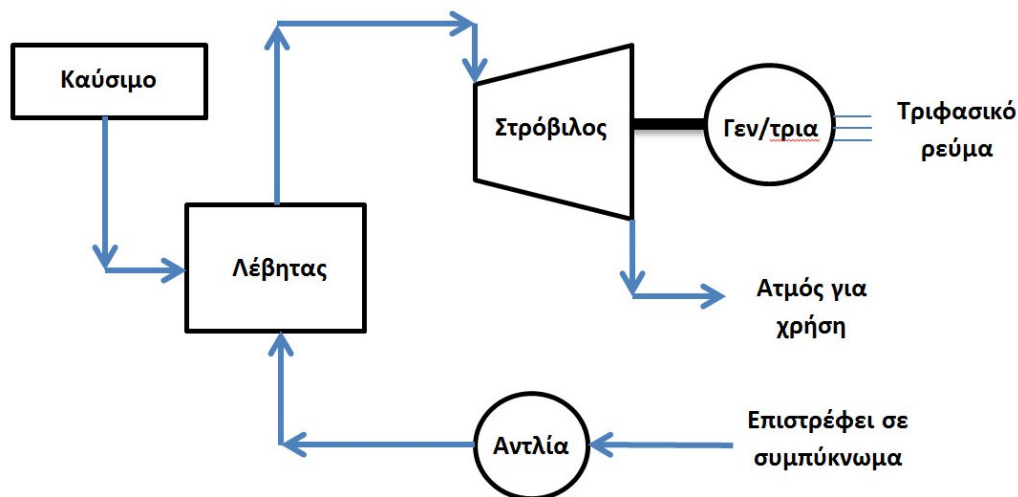 Καύσιμο
Στρόβιλος
Γεν/τρια
Τριφασικό
ρεύμα
Λέβητας
Ατμός για
χρήση
Αντλία
Επιστρέφει σε
συμπύκνωμα